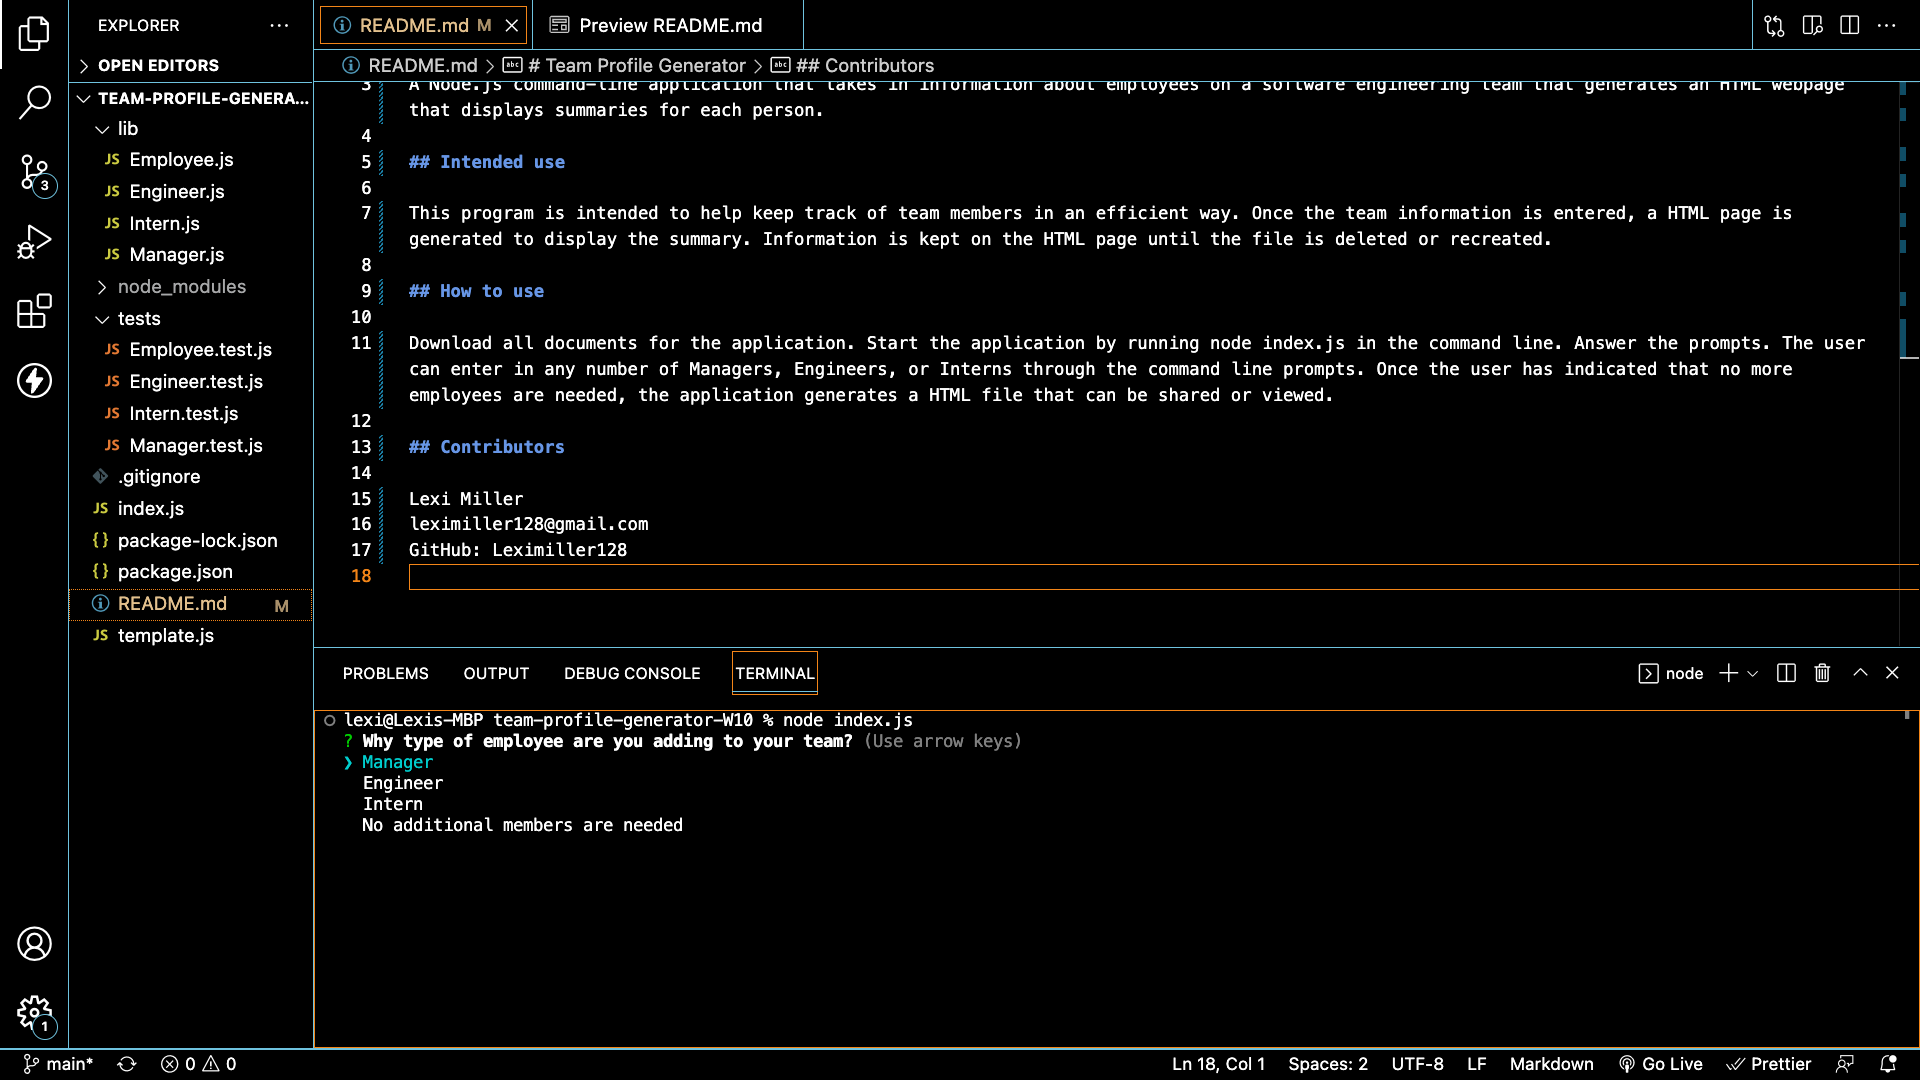 EXPLORER
OPEN EDITORS
TEAM-PROFILE-GENERA...
lib
JS Employee.js
JS Engineer.js
JS Intern.js
JS Manager.js
node_modules
tests
JS Employee.test.js
JS Engineer.test.js
JS Intern.test.js
JS Manager.test.js
.gitignore
JS index.js
{} package-lock.json
{} package.json
README.md M
JS template.js
3
1
README.md M
Preview README.md
README.md > # Team Profile Generator > ## Contributors
3 A Node.js command-line application that takes in information about employees on a software engineering team that generates an HTML webpage
that displays summaries for each person.
4
5 ## Intended use
6
7 This program is intended to help keep track of team members in an efficient way. Once the team information is entered, a HTML page is
generated to display the summary. Information is kept on the HTML page until the file is deleted or recreated.
8
9 ## How to use
10
11 Download all documents for the application. Start the application by running node index.js in the command line. Answer the prompts. The user
can enter in any number of Managers, Engineers, or Interns through the command line prompts. Once the user has indicated that no more
employees are needed, the application generates a HTML file that can be shared or viewed.
12
13 ## Contributors
14
15 Lexi Miller
16 leximiller128@gmail.com
17 GitHub: Leximiller128
18
PROBLEMS OUTPUT DEBUG CONSOLE TERMINAL
node
lexi@Lexis-MBP team-profile-generator-W10 % node index.js
? Why type of employee are you adding to your team? (Use arrow keys)
❯ Manager
Engineer
Intern
No additional members are needed
main* 0 0
Ln 18, Col 1 Spaces: 2 UTF-8 LF Markdown Go Live Prettier